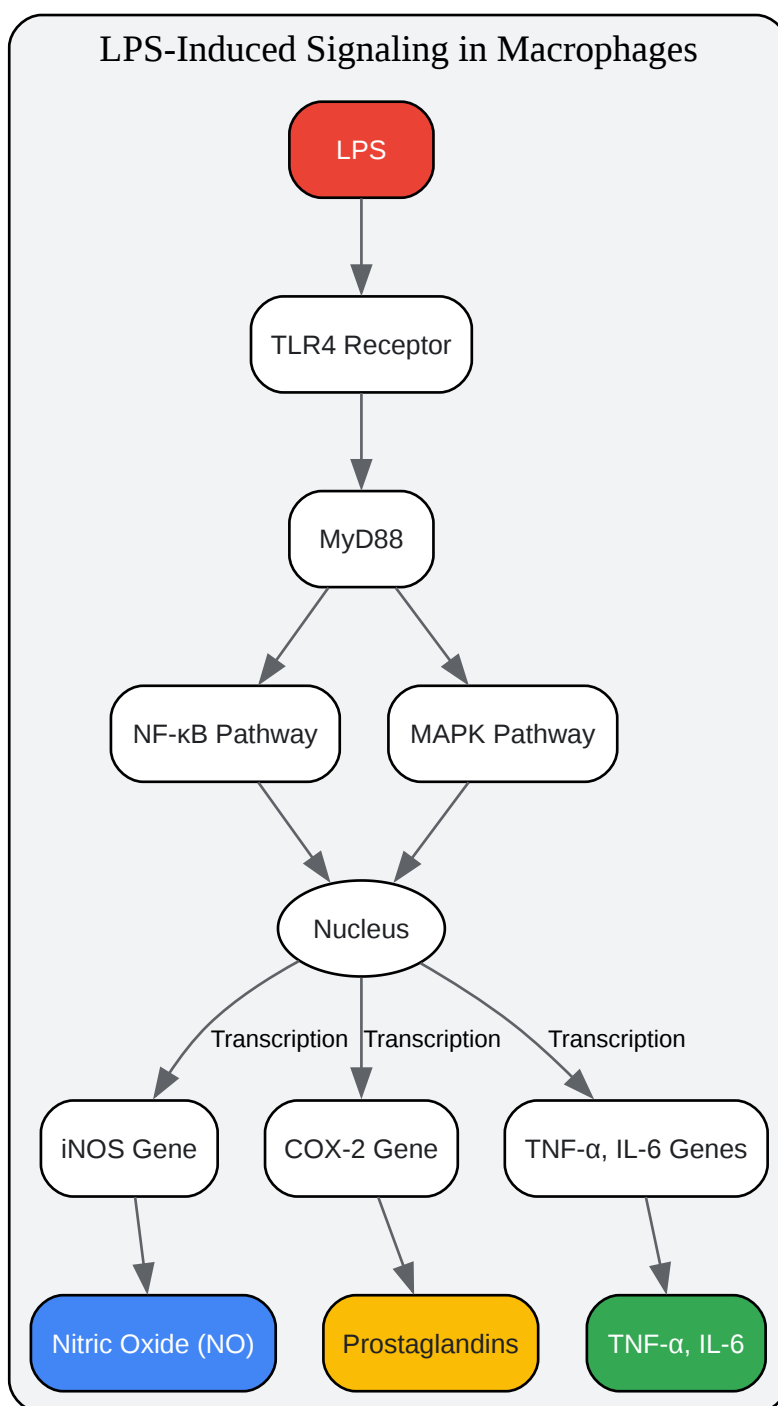 LPS-Induced Signaling in Macrophages
LPS
TLR4 Receptor
MyD88
NF-κB Pathway
MAPK Pathway
Nucleus
Transcription
Transcription
Transcription
iNOS Gene
COX-2 Gene
TNF-α, IL-6 Genes
Nitric Oxide (NO)
Prostaglandins
TNF-α, IL-6